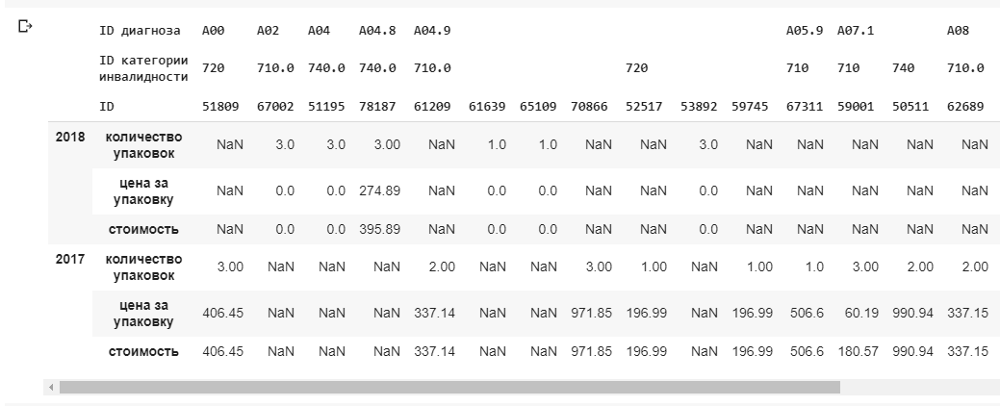 ID диагноза A00 A02 A04 A04.8 A04.9 A05.9 A07.1 A08
ID категории
инвалидности 720 710.0 740.0 740.0 710.0 720 710 710 740 710.0
ID 51809 67002 51195 78187 61209 61639 65109 70866 52517 53892 59745 67311 59001 50511 62689
2018 количество
упаковок NaN 3.0 3.0 3.00 NaN 1.0 1.0 NaN NaN 3.0 NaN NaN NaN NaN NaN
цена за
упаковку NaN 0.0 0.0 274.89 NaN 0.0 0.0 NaN NaN 0.0 NaN NaN NaN NaN NaN
стоимость NaN 0.0 0.0 395.89 NaN 0.0 0.0 NaN NaN 0.0 NaN NaN NaN NaN NaN
2017 количество
упаковок 3.00 NaN NaN NaN 2.00 NaN NaN 3.00 1.00 NaN 1.00 1.0 3.00 2.00 2.00
цена за
упаковку 406.45 NaN NaN NaN 337.14 NaN NaN 971.85 196.99 NaN 196.99 506.6 60.19 990.94 337.15
стоимость 406.45 NaN NaN NaN 337.14 NaN NaN 971.85 196.99 NaN 196.99 506.6 180.57 990.94 337.15